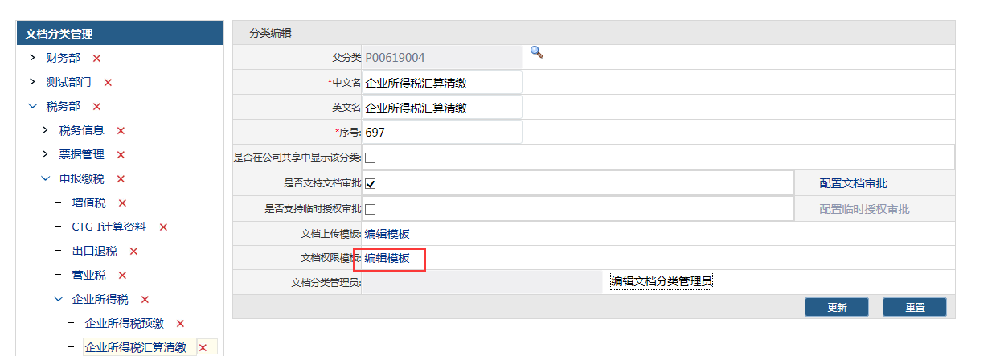 文档分类管理
财务部
测试部门
税务部
税务信息
票据管理
申报缴税
增值税
CTG-I计算资料
出口退税
营业税
企业所得税
企业所得税预缴
企业所得税汇算清缴
分类编辑
父分类 P00619004
*中文名 企业所得税汇算清缴
英文名 企业所得税汇算清缴
*序号: 697
是否在公司共享中显示该分类:
是否支持文档审批 配置文档审批
是否支持临时授权审批 配置临时授权审批
文档上传模板: 编辑模板
文档权限模板: 编辑模板
文档分类管理员: 编辑文档分类管理员
更新 重置